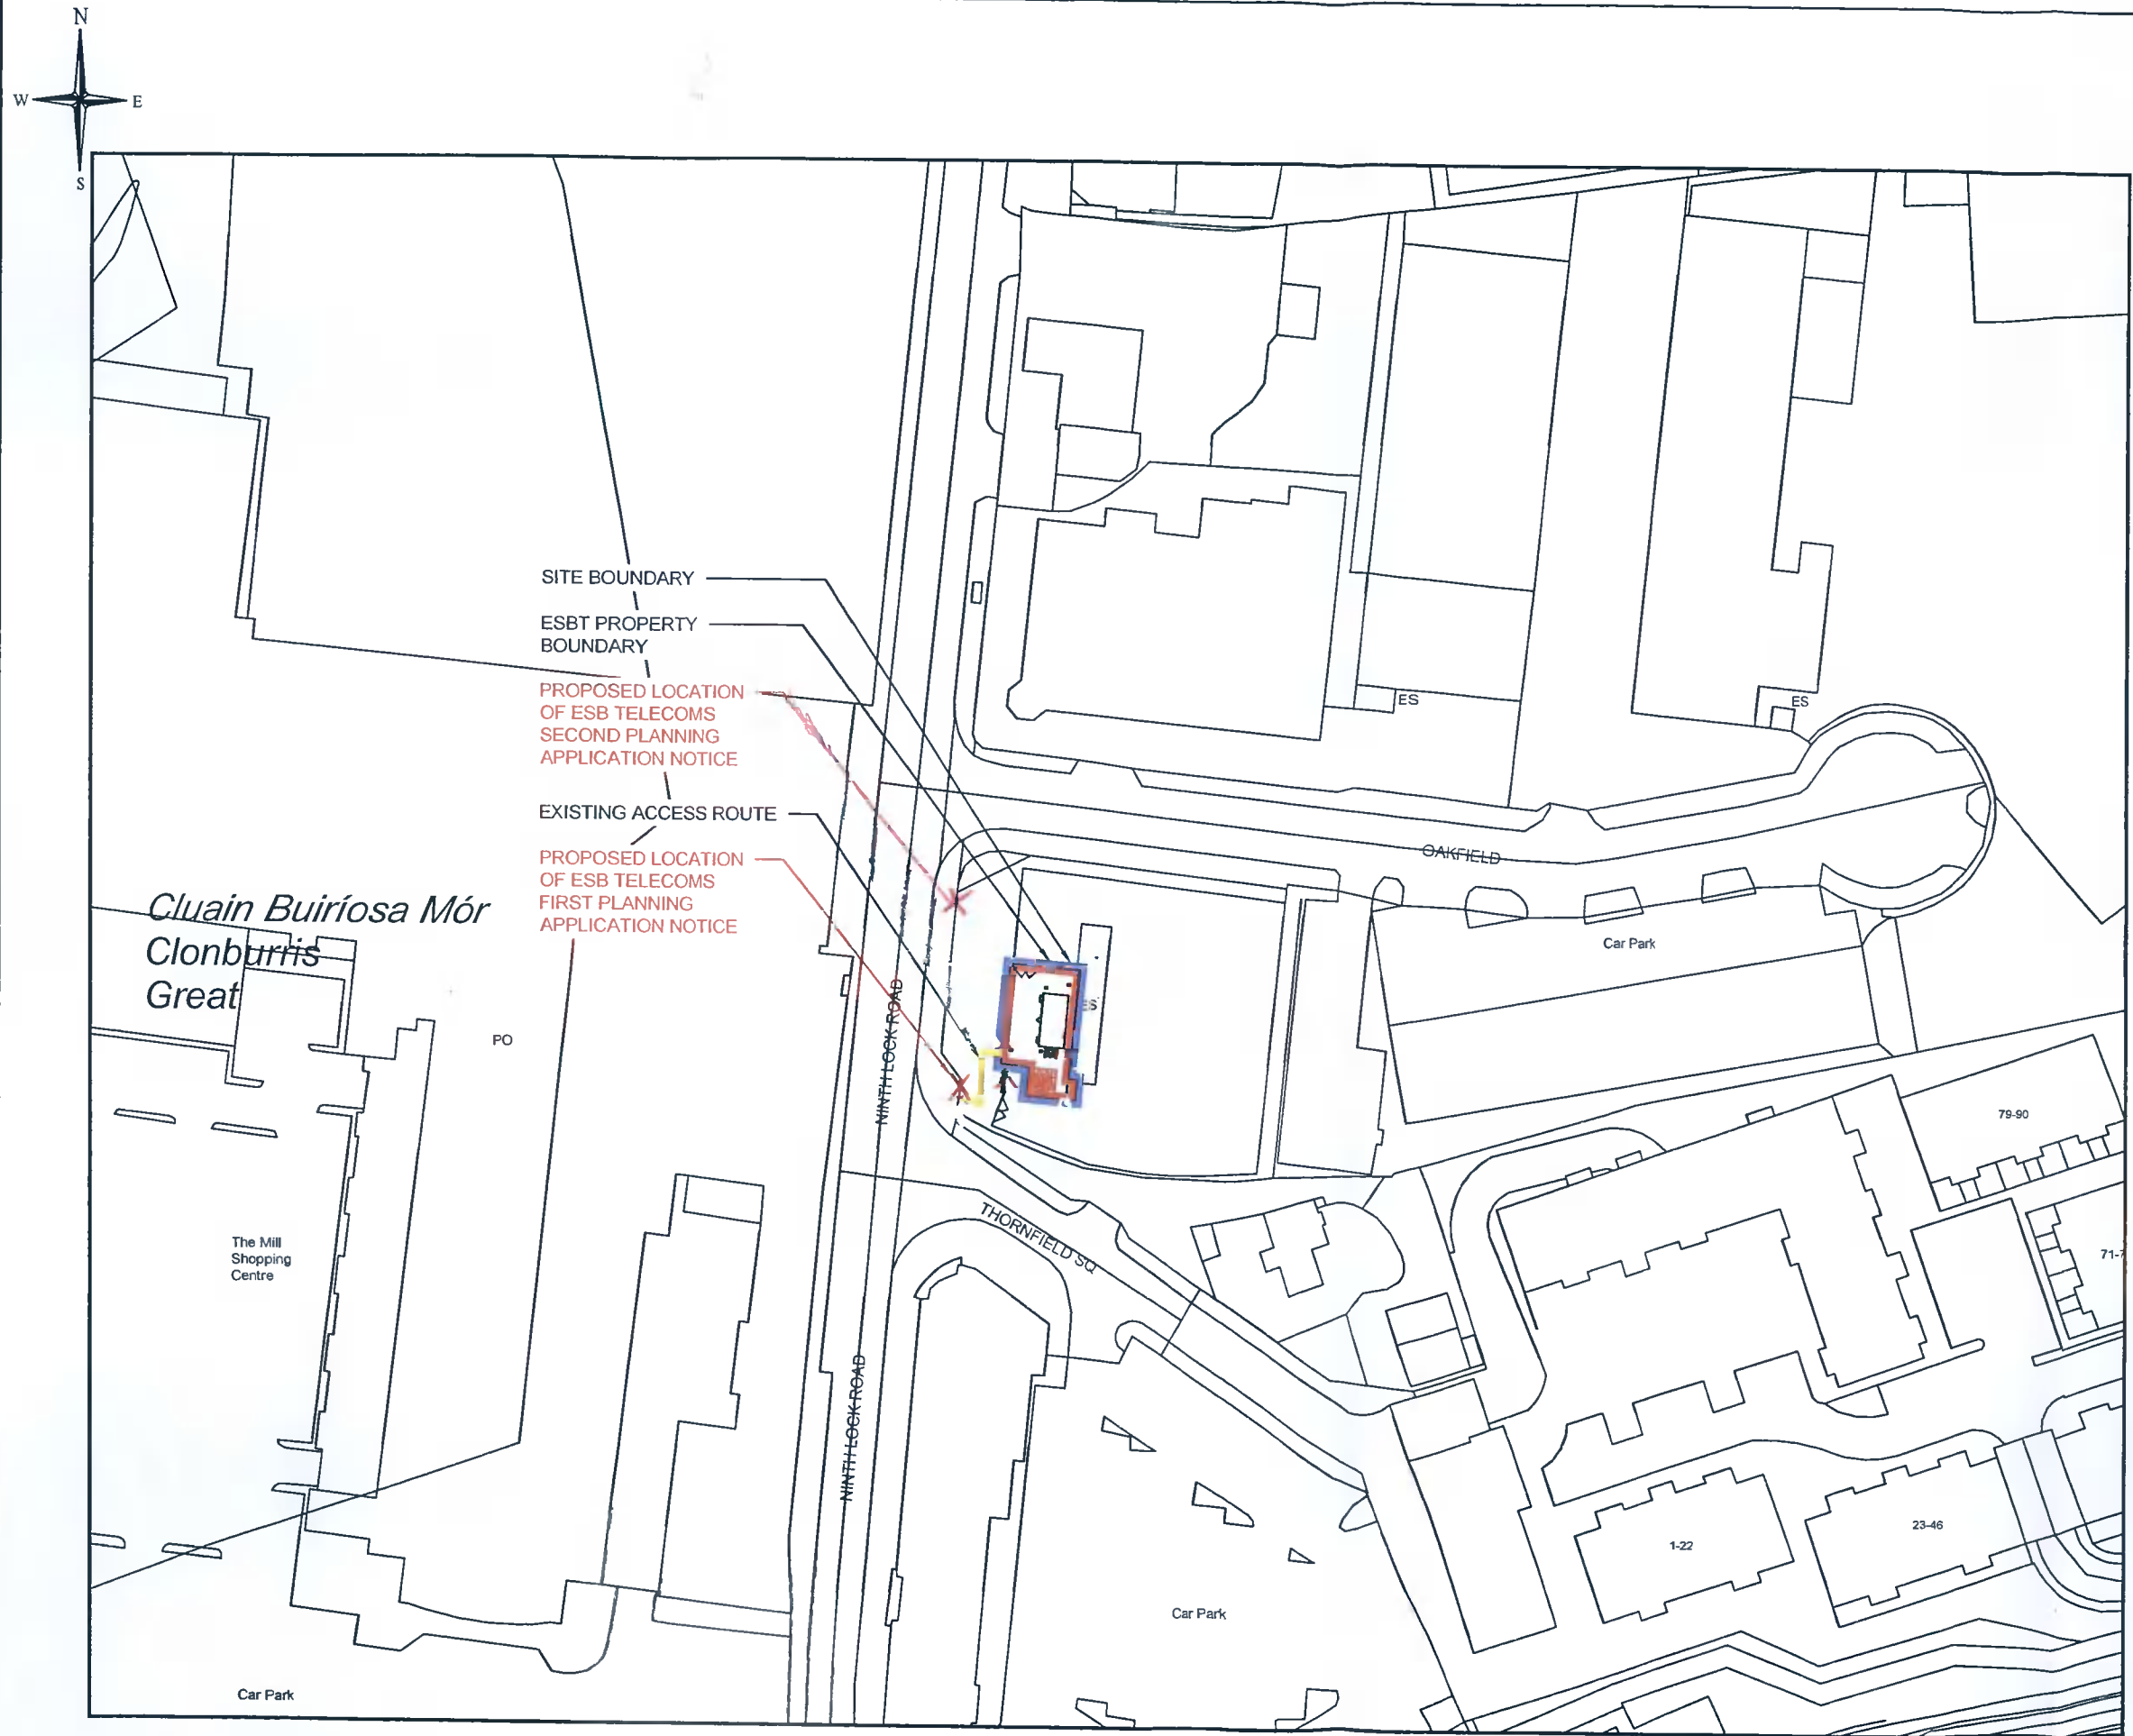 N
W E
S
SITE BOUNDARY
ESBT PROPERTY
BOUNDARY
PROPOSED LOCATION
OF ESB TELECOMS
SECOND PLANNING
APPLICATION NOTICE
EXISTING ACCESS ROUTE
PROPOSED LOCATION
OF ESB TELECOMS
FIRST PLANNING
APPLICATION NOTICE
Cluain Buiríosa Mór
Clonburris
Great
PO
The Mill
Shopping
Centre
Car Park
NINTH LOCK ROAD
NINTH LOCK ROAD
ES
ES
OAKFIELD
Car Park
ES
THORNFIELD SQ
79-90
71-7
1-22
23-46
Car Park